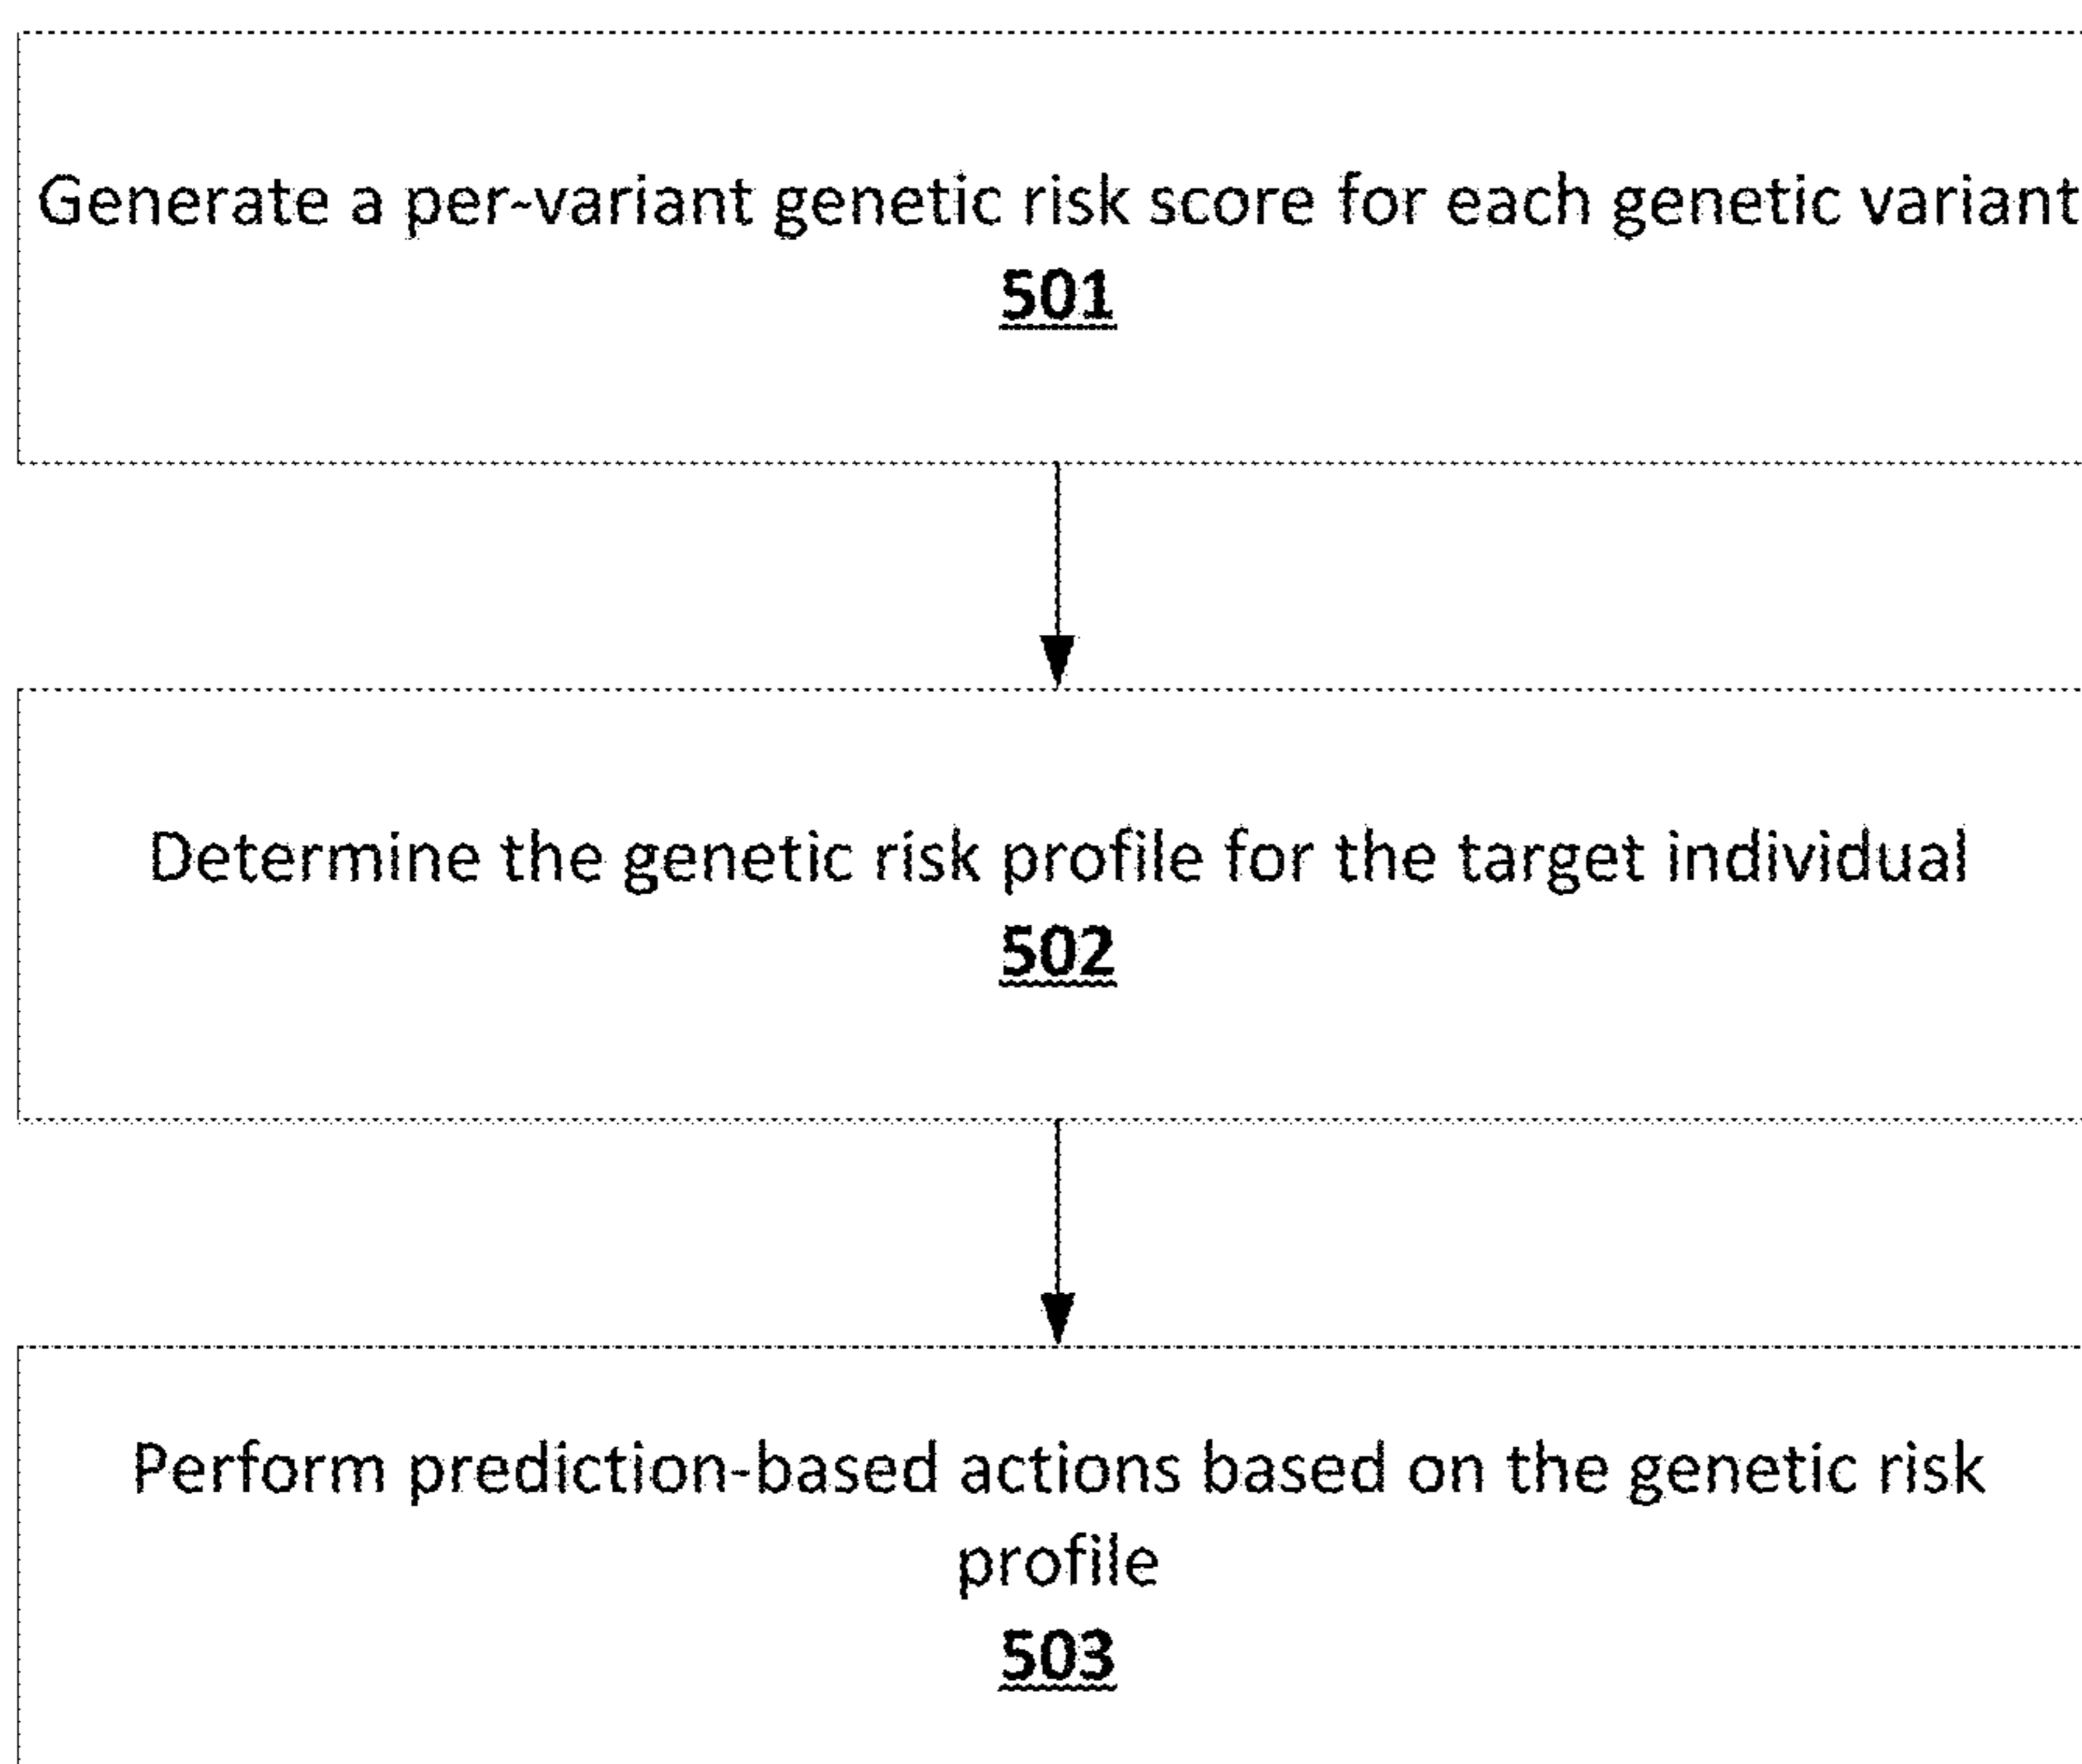 Generate a per-variant genetic risk score for each genetic variant
501
Determine the genetic risk profile for the target individual
502
Perform prediction-based actions based on the genetic risk
profile
503